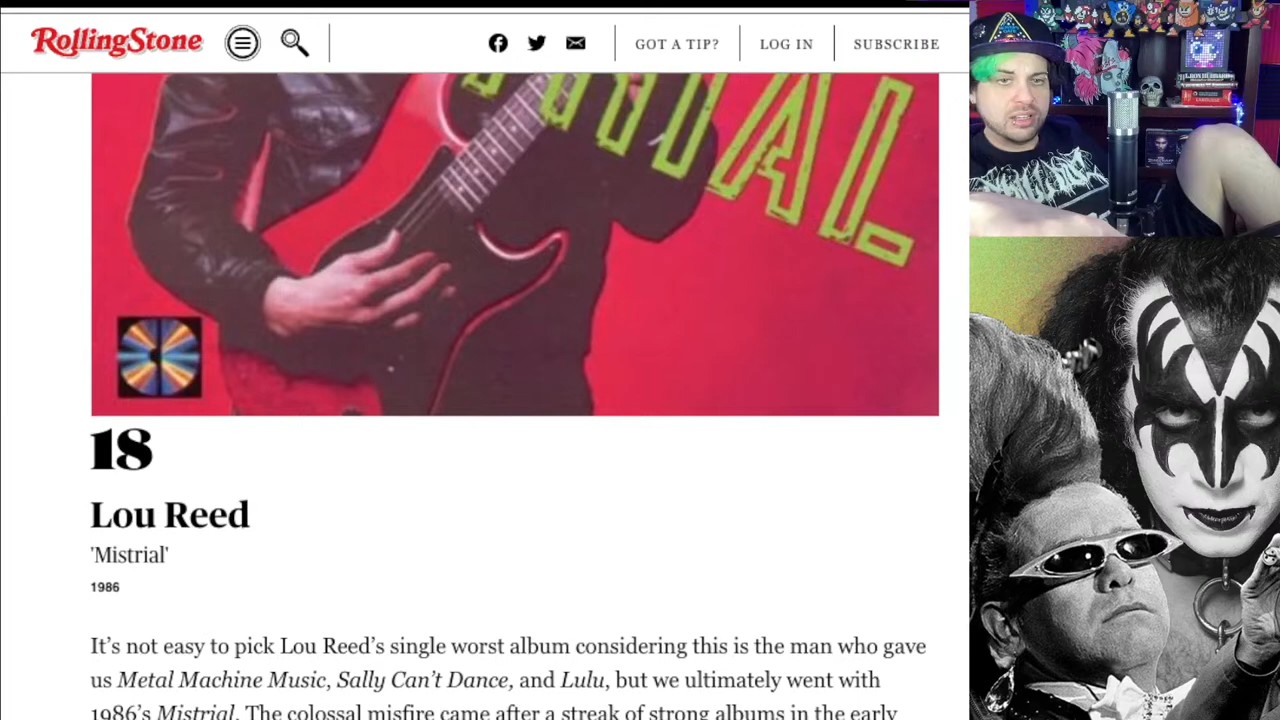 RollingStone
GOT A TIP?
LOG IN
SUBSCRIBE
18
Lou Reed
'Mistrial'
1986
It's not easy to pick Lou Reed's single worst album considering this is the man who gave
us Metal Machine Music, Sally Can't Dance, and Lulu, but we ultimately went with
1986's Mistrial. The colossal misfire came after a streak of strong albums in the early